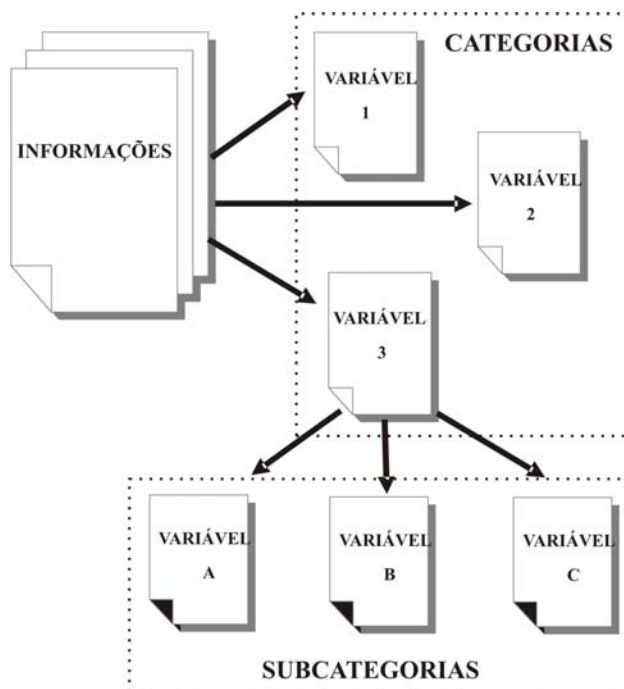 CATEGORIAS
VARIÁVEL
1
INFORMAÇÕES
VARIÁVEL
2
VARIÁVEL
3
VARIÁVEL
A
VARIÁVEL
B
VARIÁVEL
C
SUBCATEGORIAS